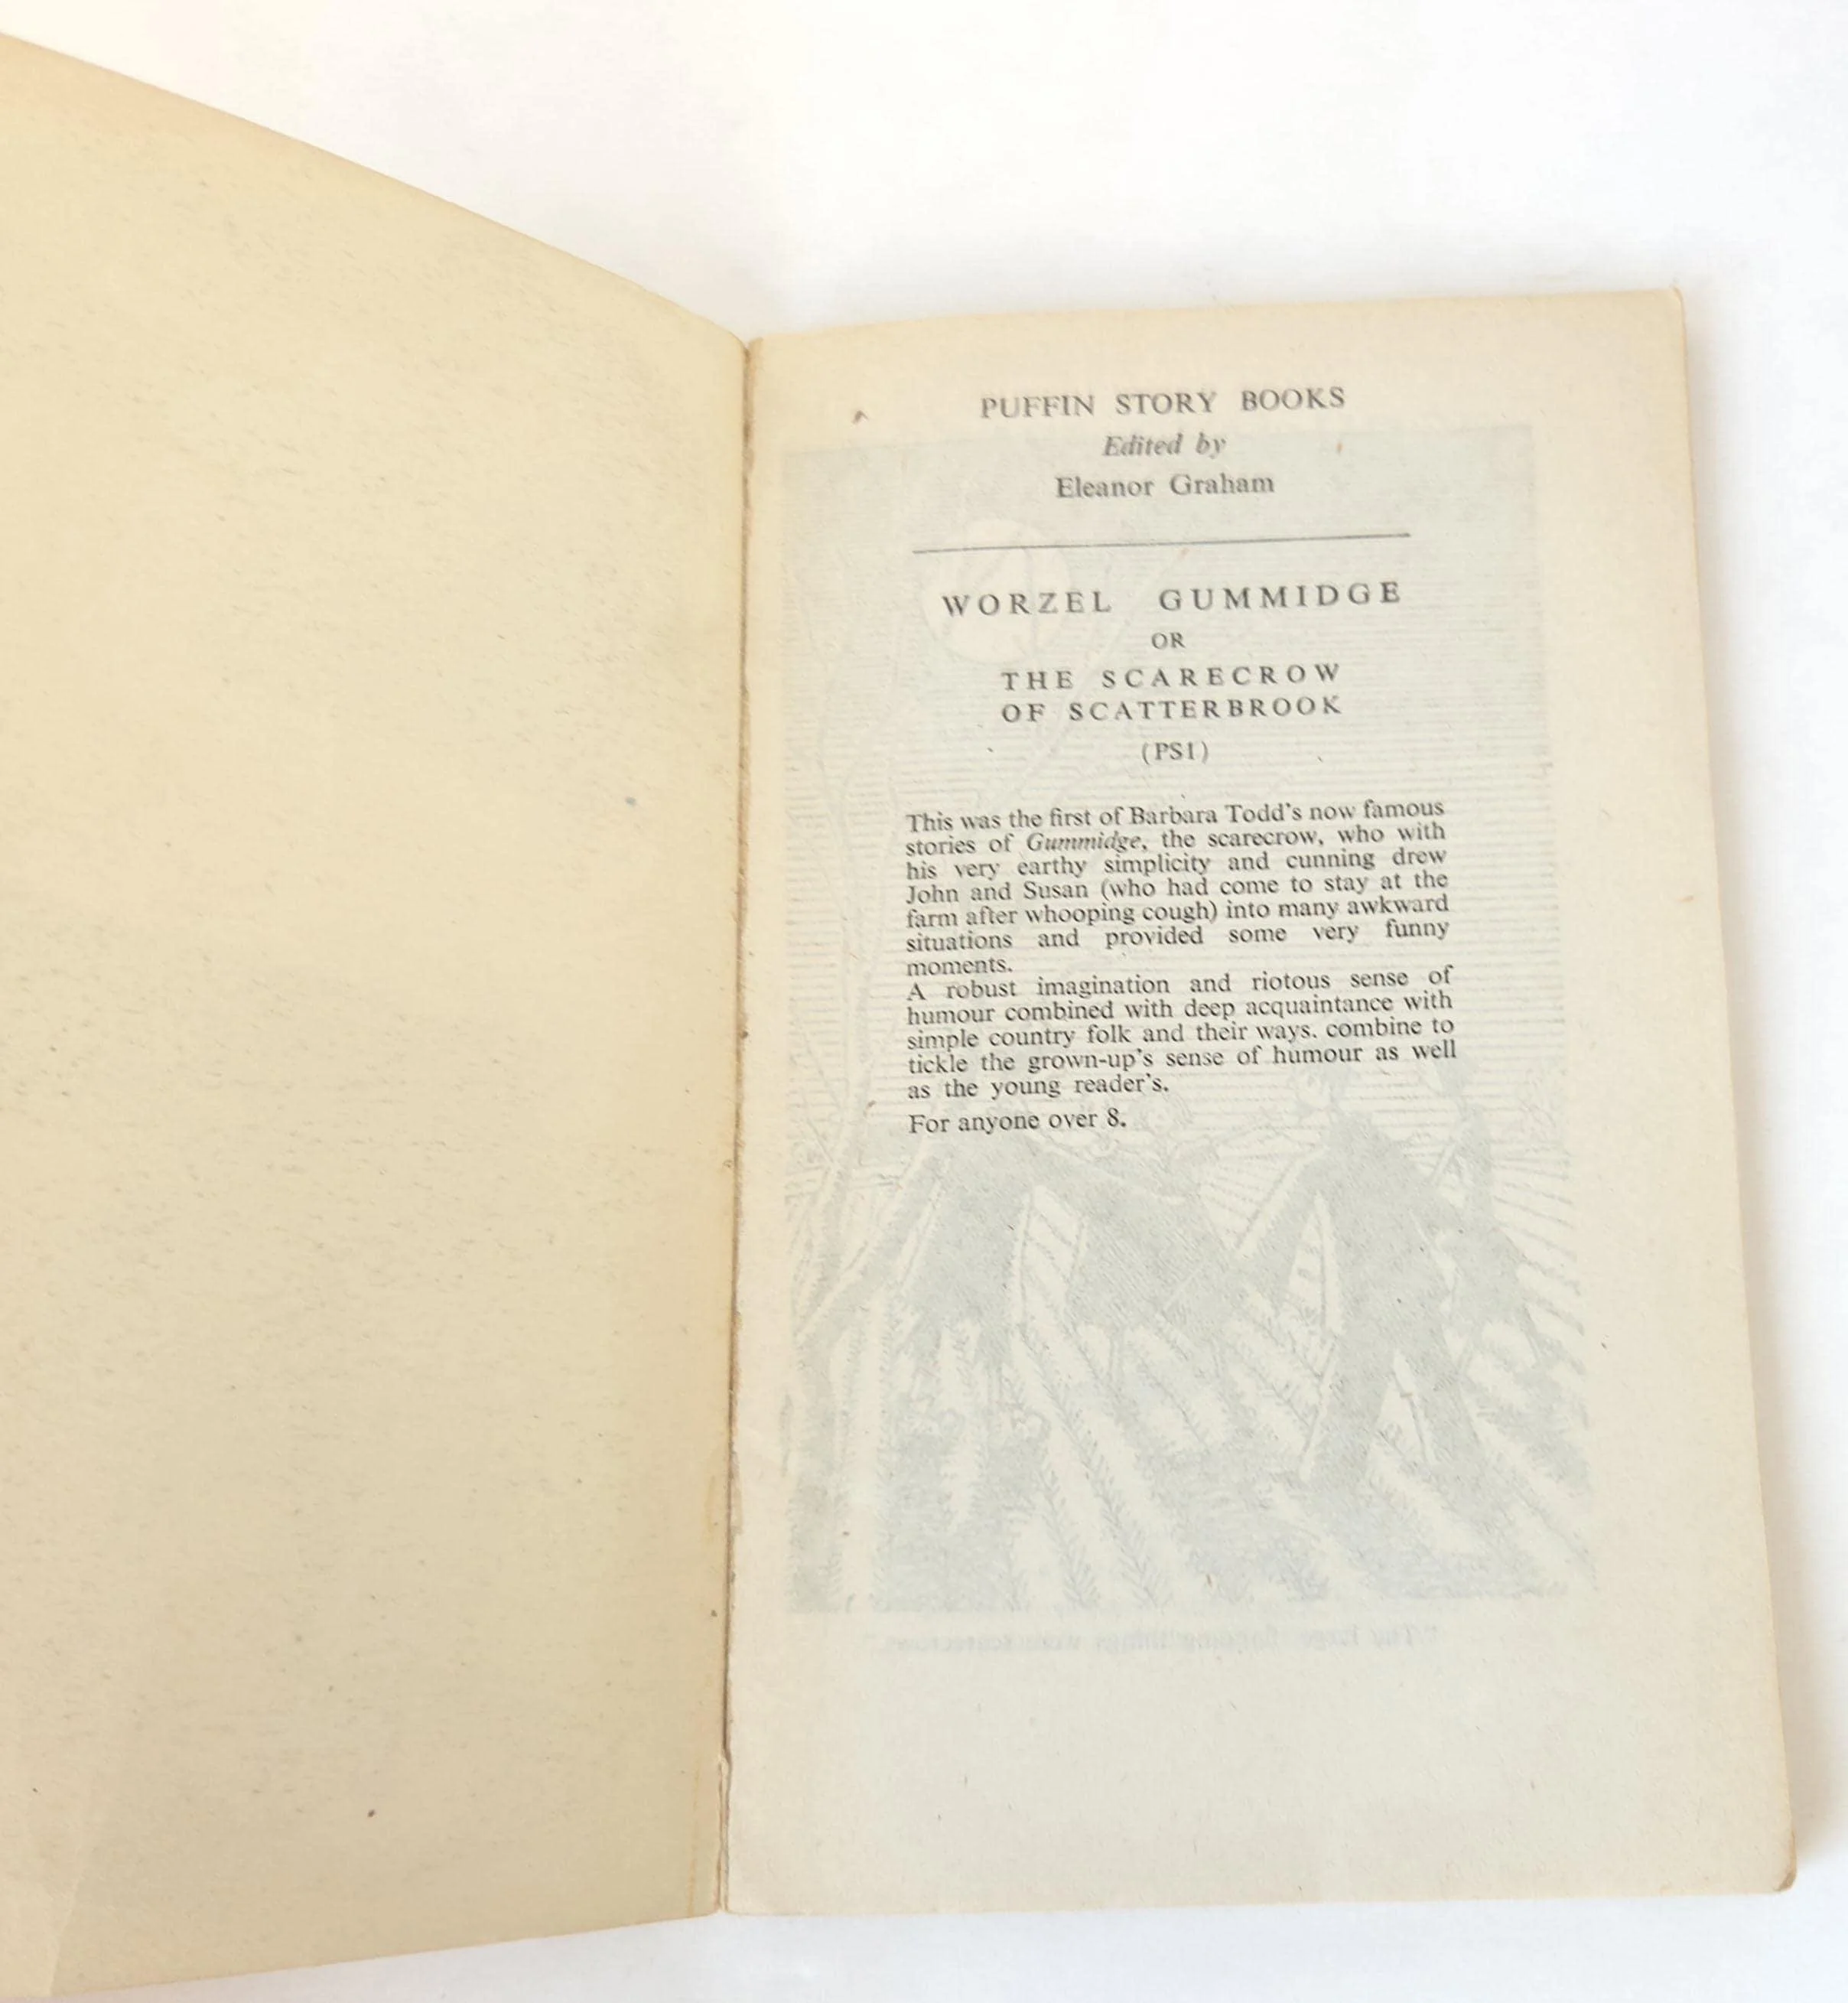 PUFFIN STORY BOOKS
Edited by
Eleanor Graham
WORZEL GUMMIDGE
OR
THE SCARECROW
OF SCATTERBROOK
(PS1)
This was the first of Barbara Todd's now famous
stories of Gummidge, the scarecrow, who with
his very earthy simplicity and cunning drew
John and Susan (who had come to stay at the
farm after whooping cough) into many awkward
situations and provided some very funny
moments.
A robust imagination and riotous sense of
humour combined with deep acquaintance with
simple country folk and their ways. combine to
tickle the grown-up's sense of humour as well
as the young reader's.
For anyone over 8.